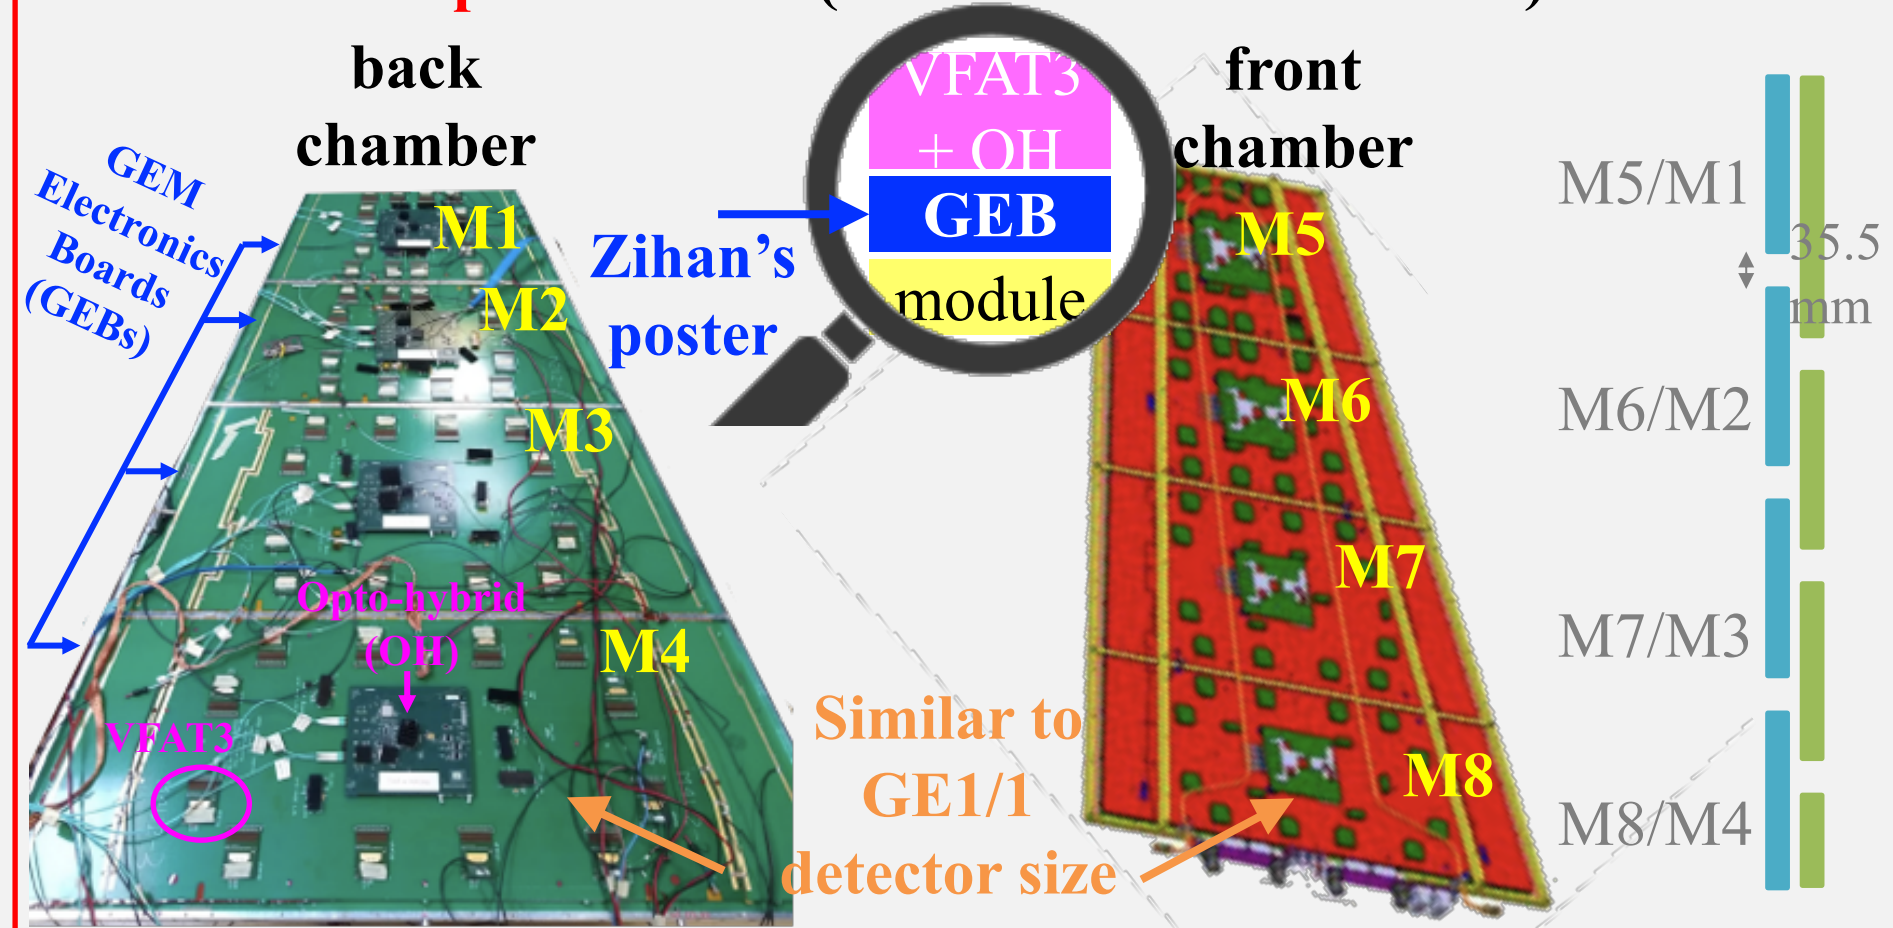 back
chamber
GEM
Electronics
Boards
(GEBs)
M1
M2
M3
M4
Opto-hybrid
(OH)
VFAT3
Zihan's
poster
VFAT3
+ OH
GEB
module
Similar to
GE1/1
detector size
front
chamber
M5
M6
M7
M8
M5/M1
35.5
mm
M6/M2
M7/M3
M8/M4